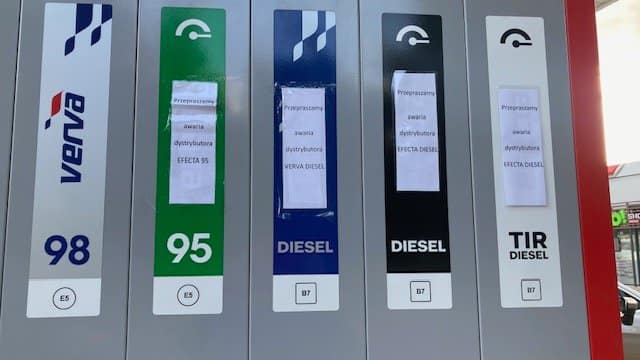 verva
98
E5
Przepraszamy
awaria
dystrybutora
EFECTA 95
95
E5
Przepraszamy
awaria
dystrybutora
VERVA DIESEL
DIESEL
B7
Przepraszamy
awaria
dystrybutora
EFECTA DIESEL
DIESEL
B7
Przepraszamy
awaria
dystrybutora
EFECTA DIESEL
TIR
DIESEL
B7